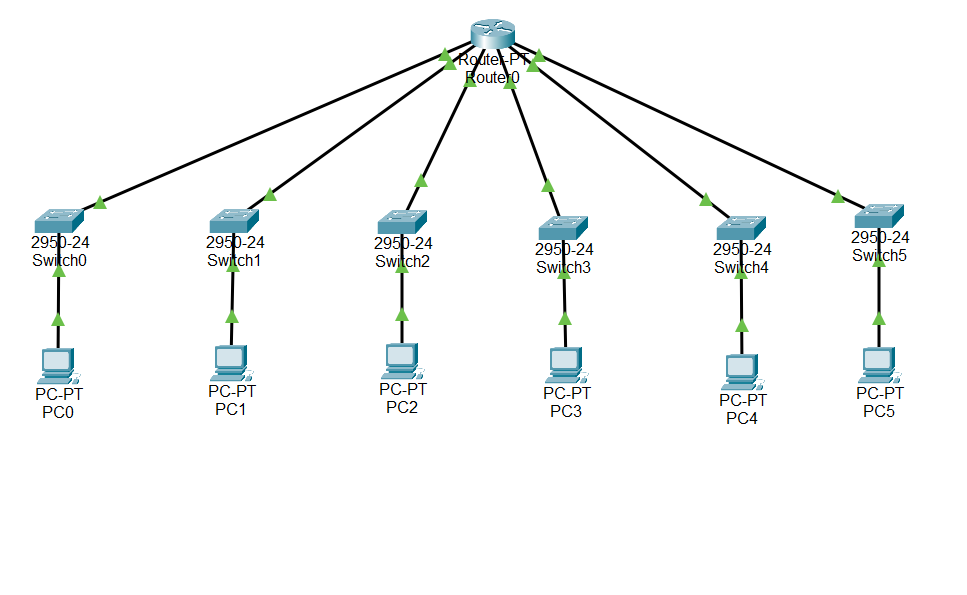 Router-PT
Router0
2950-24
Switch0
2950-24
Switch1
2950-24
Switch2
2950-24
Switch3
2950-24
Switch4
2950-24
Switch5
PC-PT
PC0
PC-PT
PC1
PC-PT
PC2
PC-PT
PC3
PC-PT
PC4
PC-PT
PC5